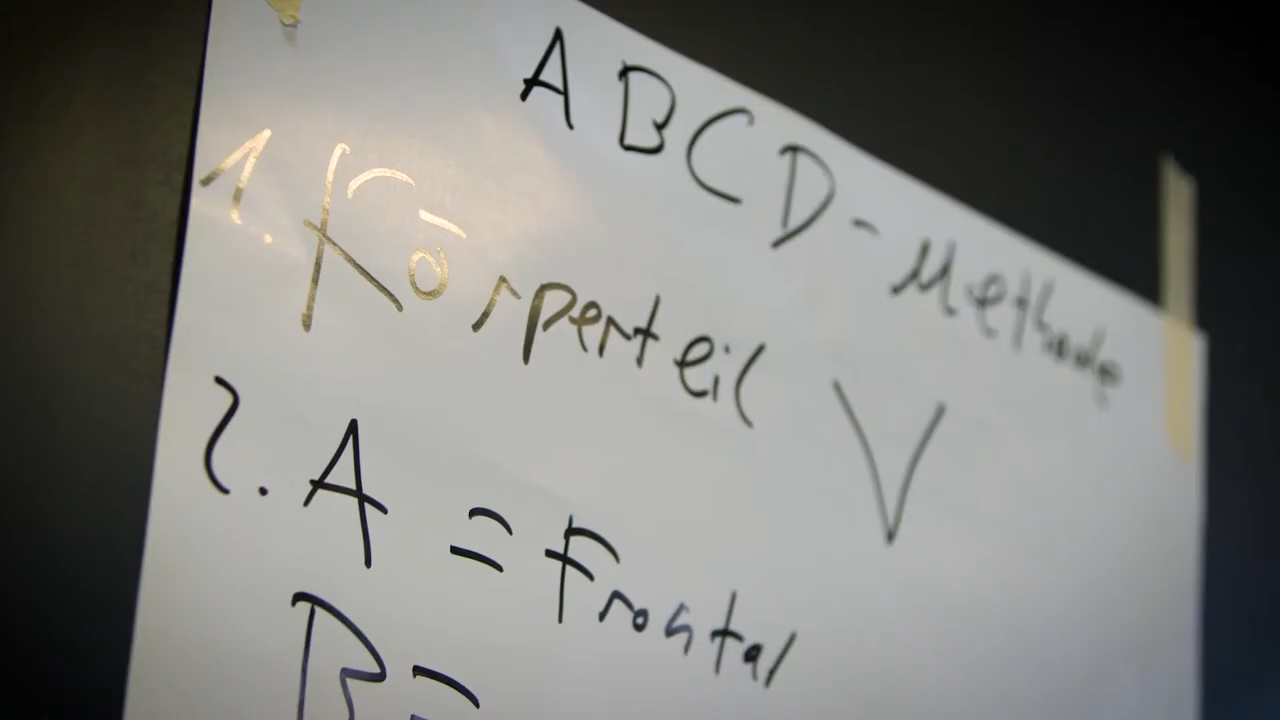 ABCD-Methode
1. Körperteil V
2. A = Frontal
B =